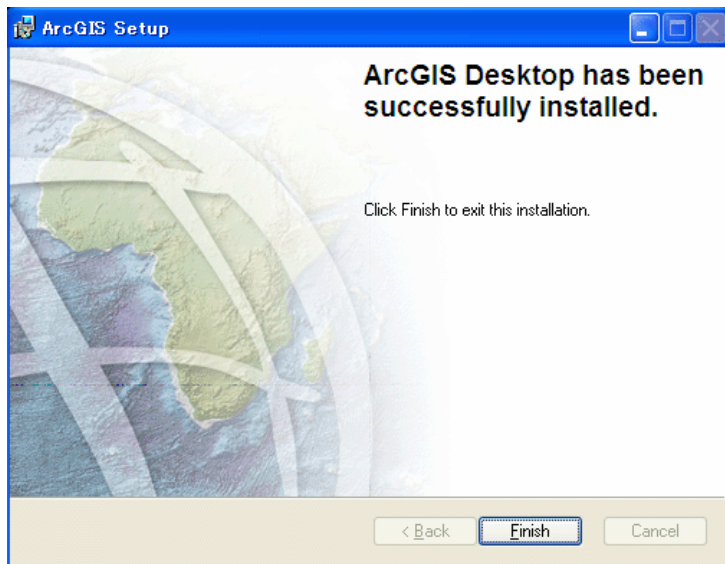 ArcGIS Setup
ArcGIS Desktop has been
successfully installed.
Click Finish to exit this installation.
< Back
Finish
Cancel